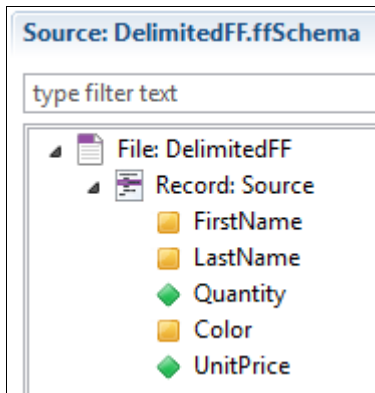 Source: DelimitedFF.ffSchema
type filter text
File: DelimitedFF
Record: Source
FirstName
LastName
Quantity
Color
UnitPrice